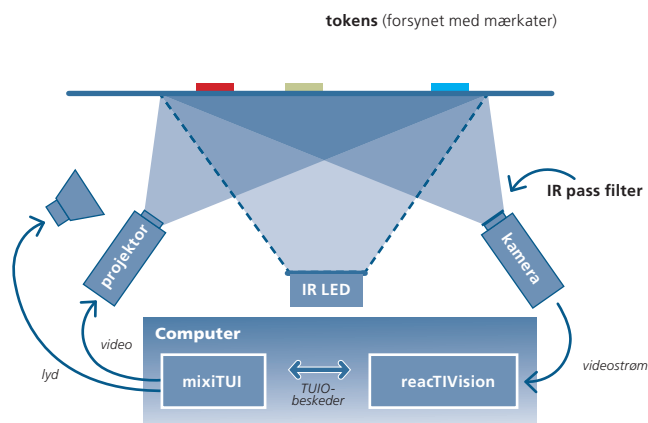 tokens (forsynet med mærkater)
IR pass filter
projektor
kamera
IR LED
Computer
video
lyd
mixiTUI
TUIO-
beskeder
reacTIVision
videostrøm